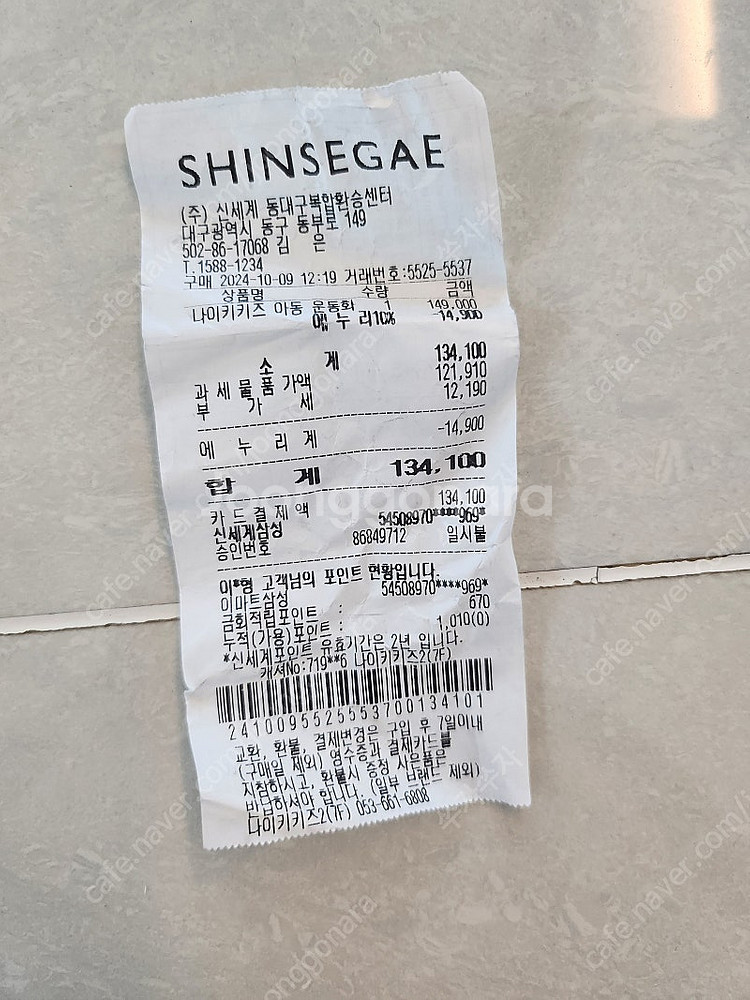 SHINSEGAE
(주) 신세계 동대구복합환승센터
대구광역시 동구 동부로 149
502-86-17068 김 은
T.1588-1234
구매 2024-10-09 12:19 거래번호:5525-5537
상품명 수량 금액
나이키키즈 아동 운동화 1 149,000
에누리10% -14,900
소 계 134,100
과세물품가액 121,910
부 가 세 12,190
에 누 리 계 -14,900
합 계 134,100
카드결제액 134,100
신세계삼성 54508970****969*
승인번호 86849712 일시불
이*형 고객님의 포인트 현황입니다.
이마트삼성 54508970****969*
금회적립포인트 : 670
누적(가용)포인트 : 1,010(0)
*신세계포인트 유효기간은 2년 입니다.
캐셔No:719**6 나이키키즈2(7F)
2410095525553700134101
교환, 환불, 결제변경은 구입 후 7일이내
(구매일 제외) 영수증과 결제카드를
지참하시고, 환불시 증정 사은품은
반납하셔야 합니다. (일부 브랜드 제외)
나이키키즈2(7F) 053-661-6808
joonggonara
cafe.naver.com/